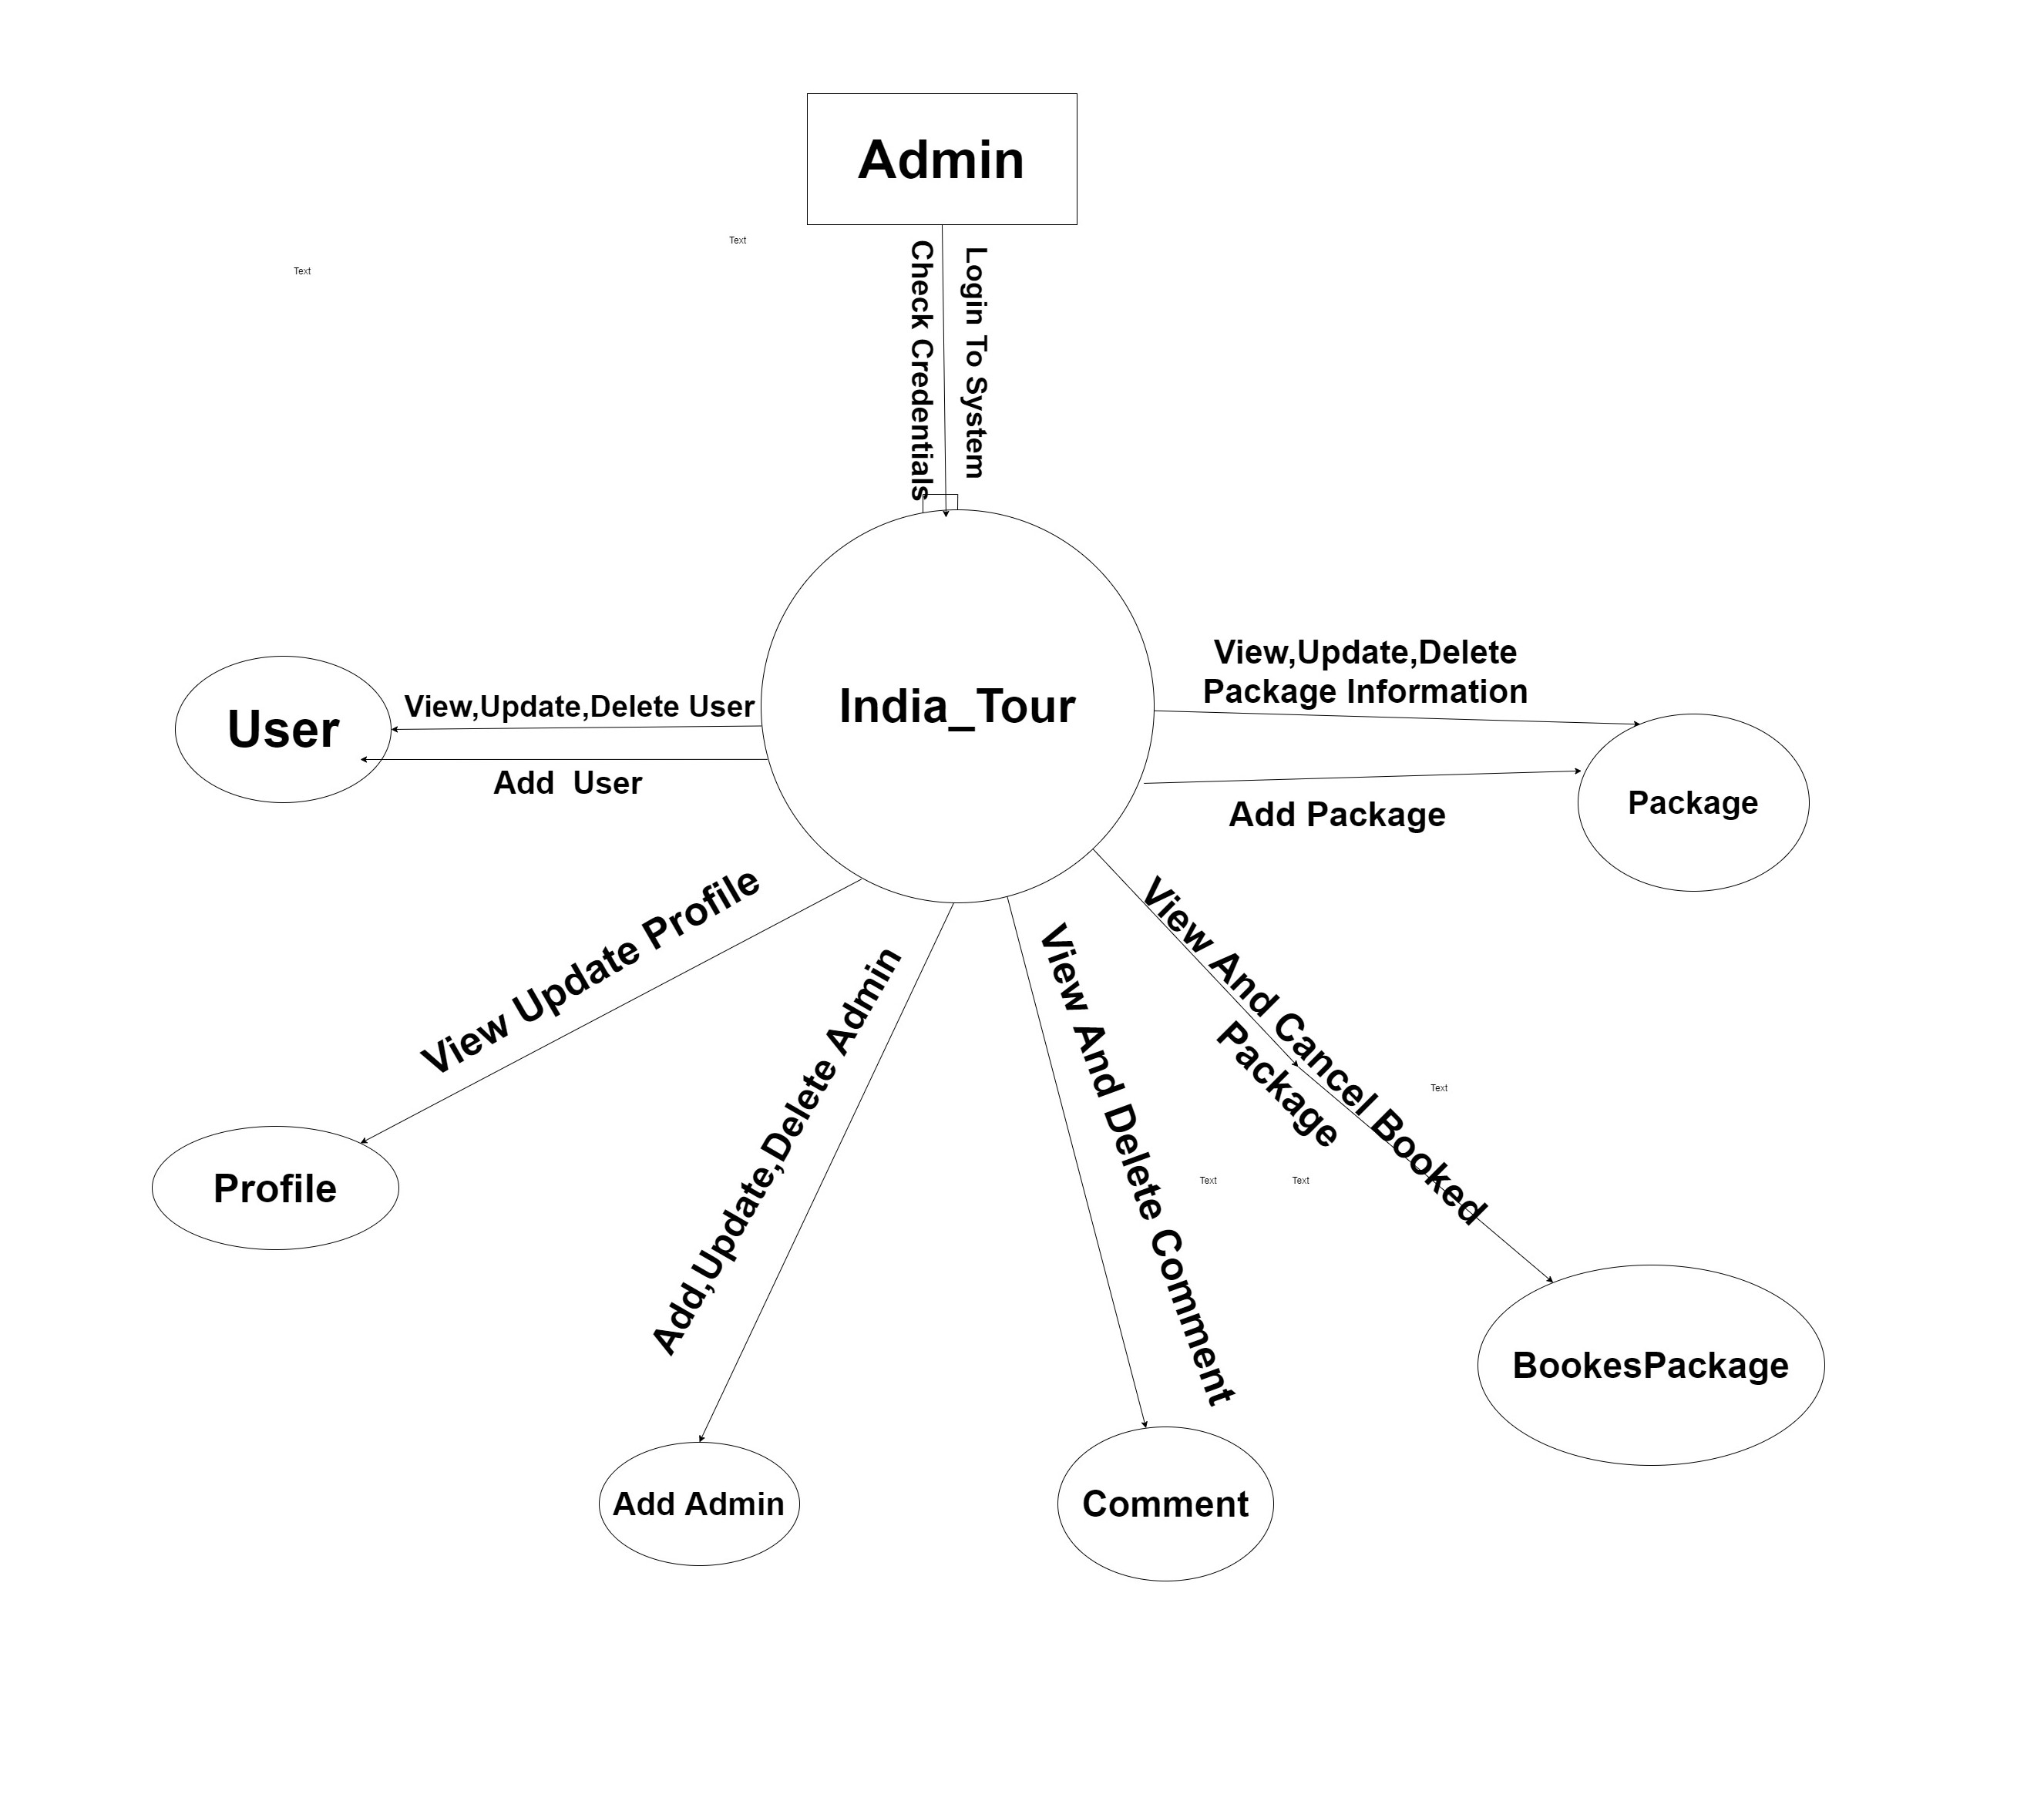 Admin
Text
Text
Check Credentials
Login To System
View,Update,Delete
Package Information
India_Tour
View,Update,Delete User
User
Add  User
Package
Add Package
View Update Profile
Add,Update,Delete Admin
View And Delete Comment
View And Cancel Booked
Package
Text
Text
Text
Profile
BookesPackage
Add Admin
Comment